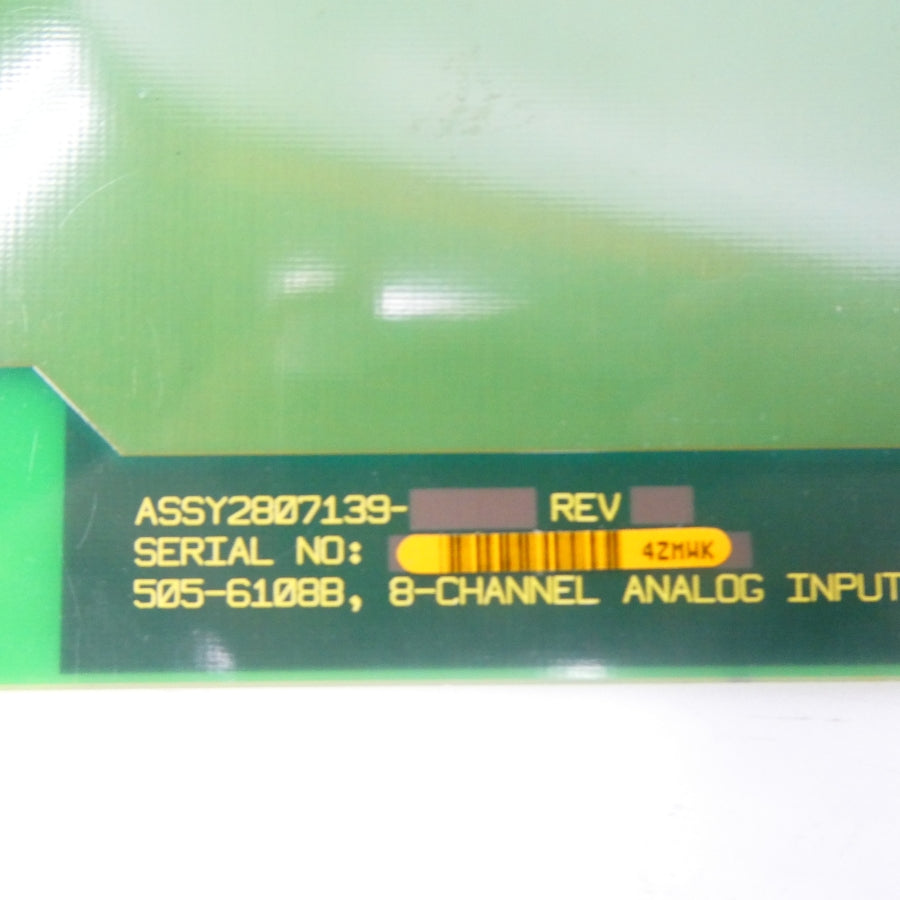 ASSY2807139- REV
SERIAL NO: 4ZMWK
505-6108B, 8-CHANNEL ANALOG INPUT